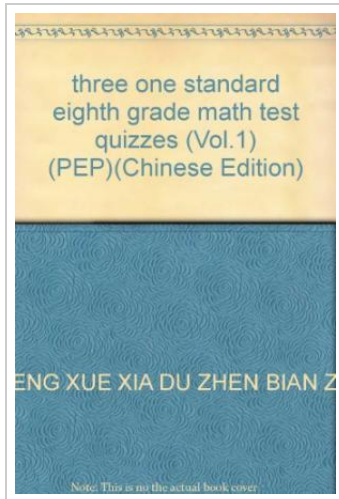 three one standard
eighth grade math test
quizzes (Vol.1)
(PEP)(Chinese Edition)
ENG XUE XIA DU ZHEN BIAN Z
Note: This is no the actual book cover